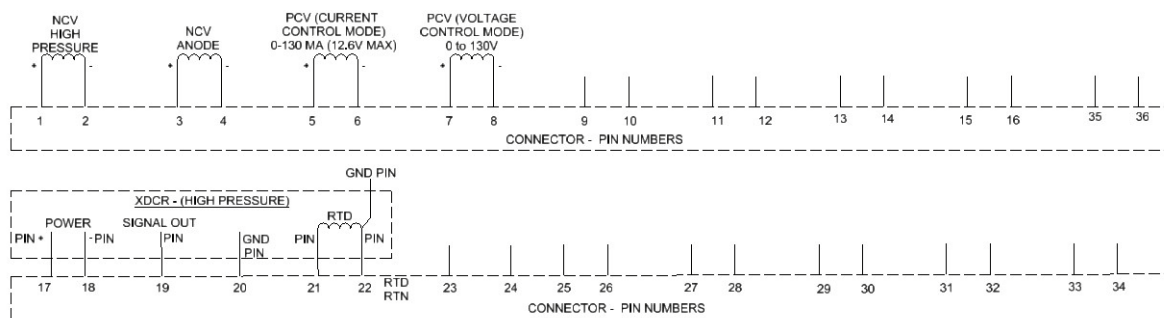 NCV
HIGH
PRESSURE
+ -
NCV
ANODE
+ -
PCV (CURRENT
CONTROL MODE)
0-130 MA (12.6V MAX)
+ -
PCV (VOLTAGE
CONTROL MODE)
0 to 130V
+ -
1 2 3 4 5 6 7 8 9 10 11 12 13 14 15 16 35 36
CONNECTOR - PIN NUMBERS
GND PIN
XDCR - (HIGH PRESSURE)
POWER SIGNAL OUT RTD
PIN + - PIN PIN GND
PIN PIN PIN
17 18 19 20 21 22 RTD
RTN 23 24 25 26 27 28 29 30 31 32 33 34
CONNECTOR - PIN NUMBERS